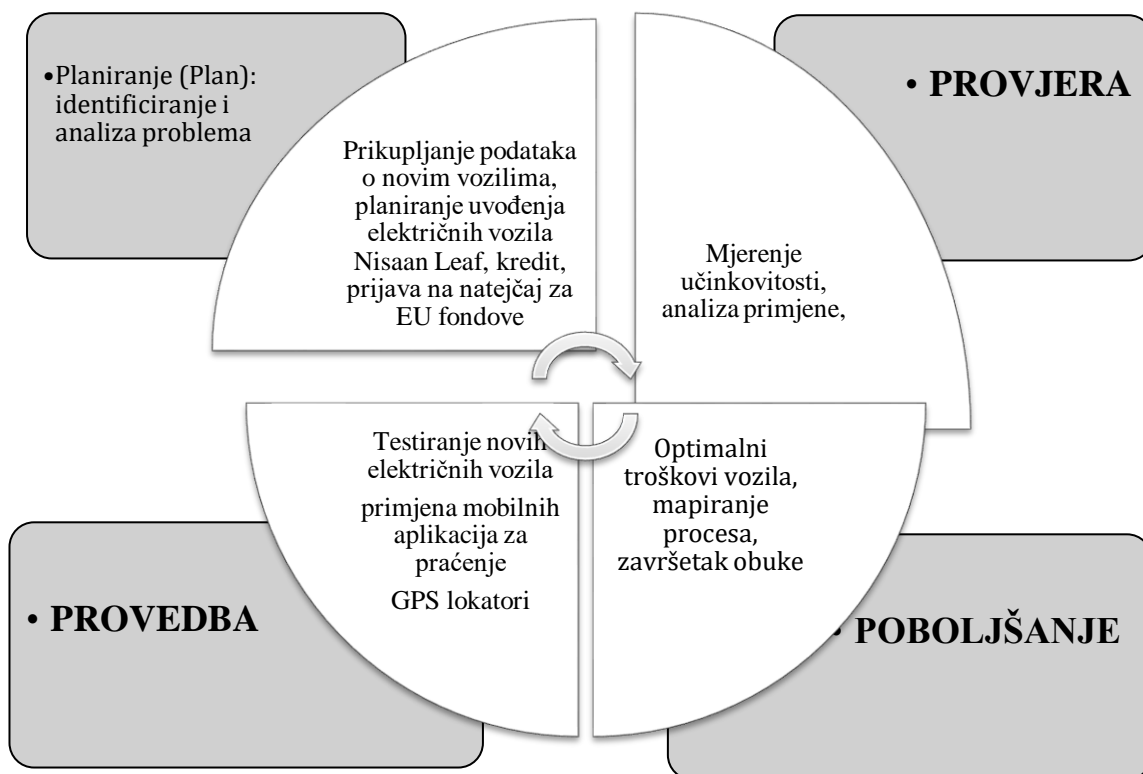 •Planiranje (Plan):
identificiranje i
analiza problema
Prikupljanje podataka
o novim vozilima,
planiranje uvođenja
električnih vozila
Nisaan Leaf, kredit,
prijava na natejčaj za
EU fondove
• PROVJERA
Mjerenje
učinkovitosti,
analiza primjene,
• PROVEDBA
Testiranje novih
električnih vozila
primjena mobilnih
aplikacija za
praćenje
GPS lokatori
Optimalni
troškovi vozila,
mapiranje
procesa,
završetak obuke
• POBOLJŠANJE